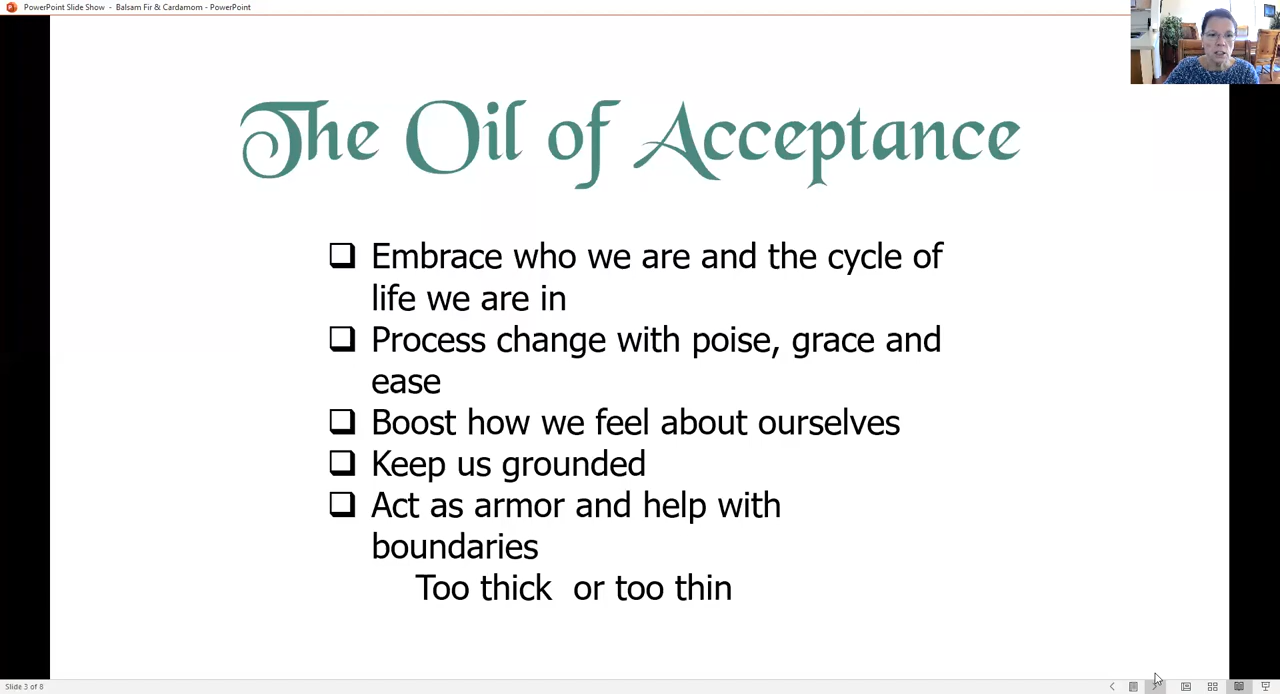 PowerPoint Slide Show - Balsam Fir & Cardamom - PowerPoint
The Oil of Acceptance
Embrace who we are and the cycle of
life we are in
Process change with poise, grace and
ease
Boost how we feel about ourselves
Keep us grounded
Act as armor and help with
boundaries
Too thick or too thin
Slide 3 of 8